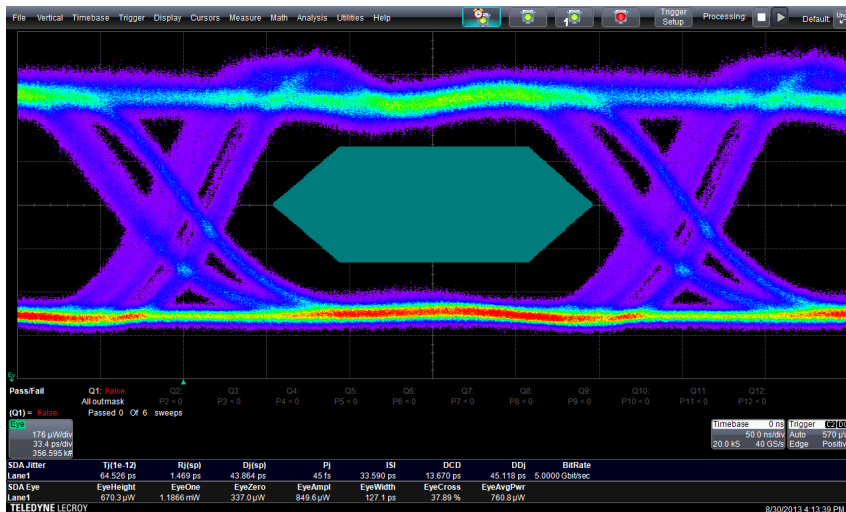 File Vertical Timebase Trigger Display Cursors Measure Math Analysis Utilities Help 1 Trigger Setup Processing: Default:
Pass/Fail Q1: False Q2: Q3: Q4: Q5: Q6: Q7: Q8: Q9: Q10: Q11: Q12:
All outmask P2 < 0 P3 < 0 P4 < 0 P5 < 0 P6 < 0 P7 < 0 P8 < 0 P9 < 0 P10 < 0 P11 < 0 P12 < 0
(Q1) = False Passed 0 Of 6 sweeps
Eye
176 µW/div
33.4 ps/div
356.595 k#
Timebase 0 ns
50.0 ns/div
20.0 kS 40 GS/s
Trigger C2
Auto 570 µ
Edge Positiv
SDA Jitter Tj(1e-12) Rj(sp) Dj(sp) Pj ISI DCD DDj BitRate
Lane1 64.526 ps 1.469 ps 43.864 ps 45 fs 33.590 ps 13.670 ps 45.118 ps 5.0000 Gbit/sec
SDA Eye EyeHeight EyeOne EyeZero EyeAmpl EyeWidth EyeCross EyeAvgPwr
Lane1 670.3 µW 1.1866 mW 337.0 µW 849.6 µW 127.1 ps 37.89 % 760.8 µW
TELEDYNE LECROY 8/30/2013 4:13:39 PM